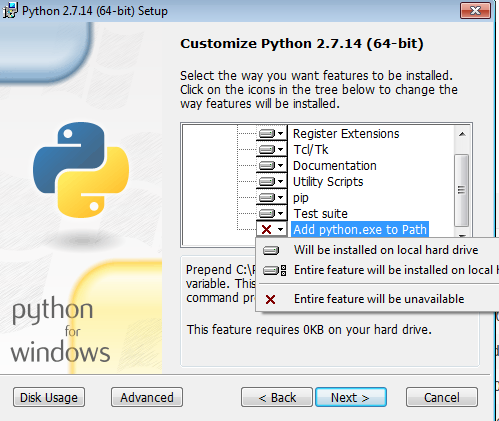 Python 2.7.14 (64-bit) Setup
Customize Python 2.7.14 (64-bit)
Select the way you want features to be installed.
Click on the icons in the tree below to change the
way features will be installed.
Register Extensions
Tcl/Tk
Documentation
Utility Scripts
pip
Test suite
Add python.exe to Path
Will be installed on local hard drive
Entire feature will be installed on local
Entire feature will be unavailable
Prepend
variable. This
command
This feature requires 0KB on your hard drive.
python
for
windows
Disk Usage
Advanced
< Back
Next >
Cancel